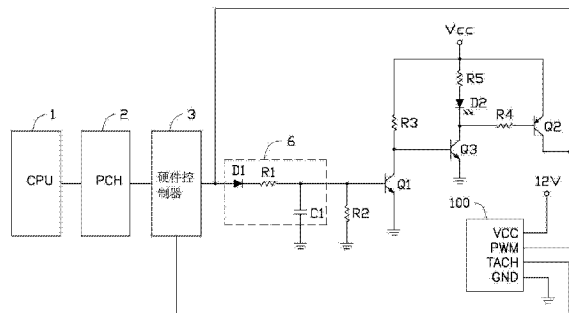 Vcc
R5
D2
R4
Q2
R3
Q3
1
2
3
6
CPU
PCH
硬件控
制器
D1
R1
C1
R2
Q1
12V
100
VCC
PWM
TACH
GND